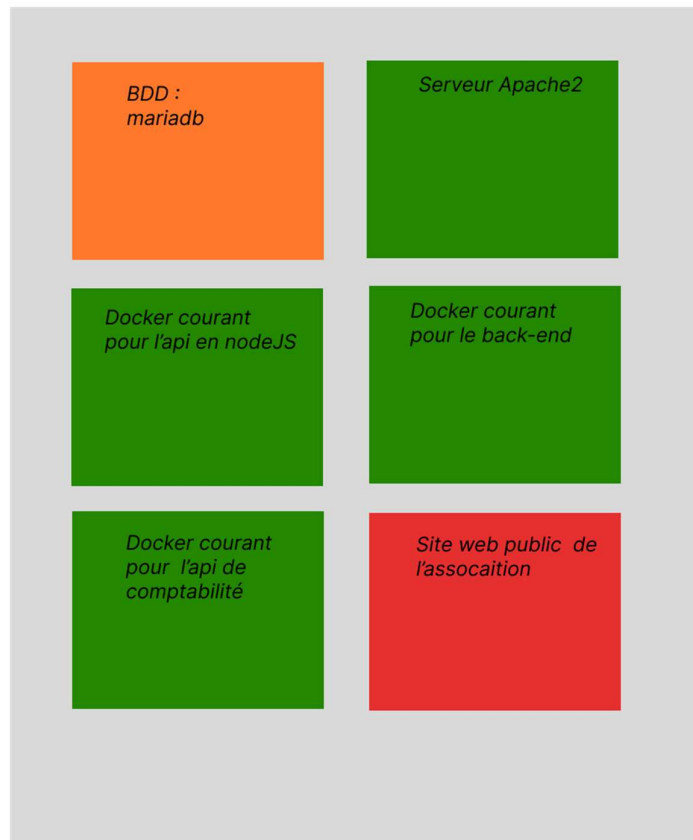 BDD :
mariadb
Serveur Apache2
Docker courant
pour l'api en nodeJS
Docker courant
pour le back-end
Docker courant
pour  l'api de
comptabilité
Site web public  de
l'assocaition